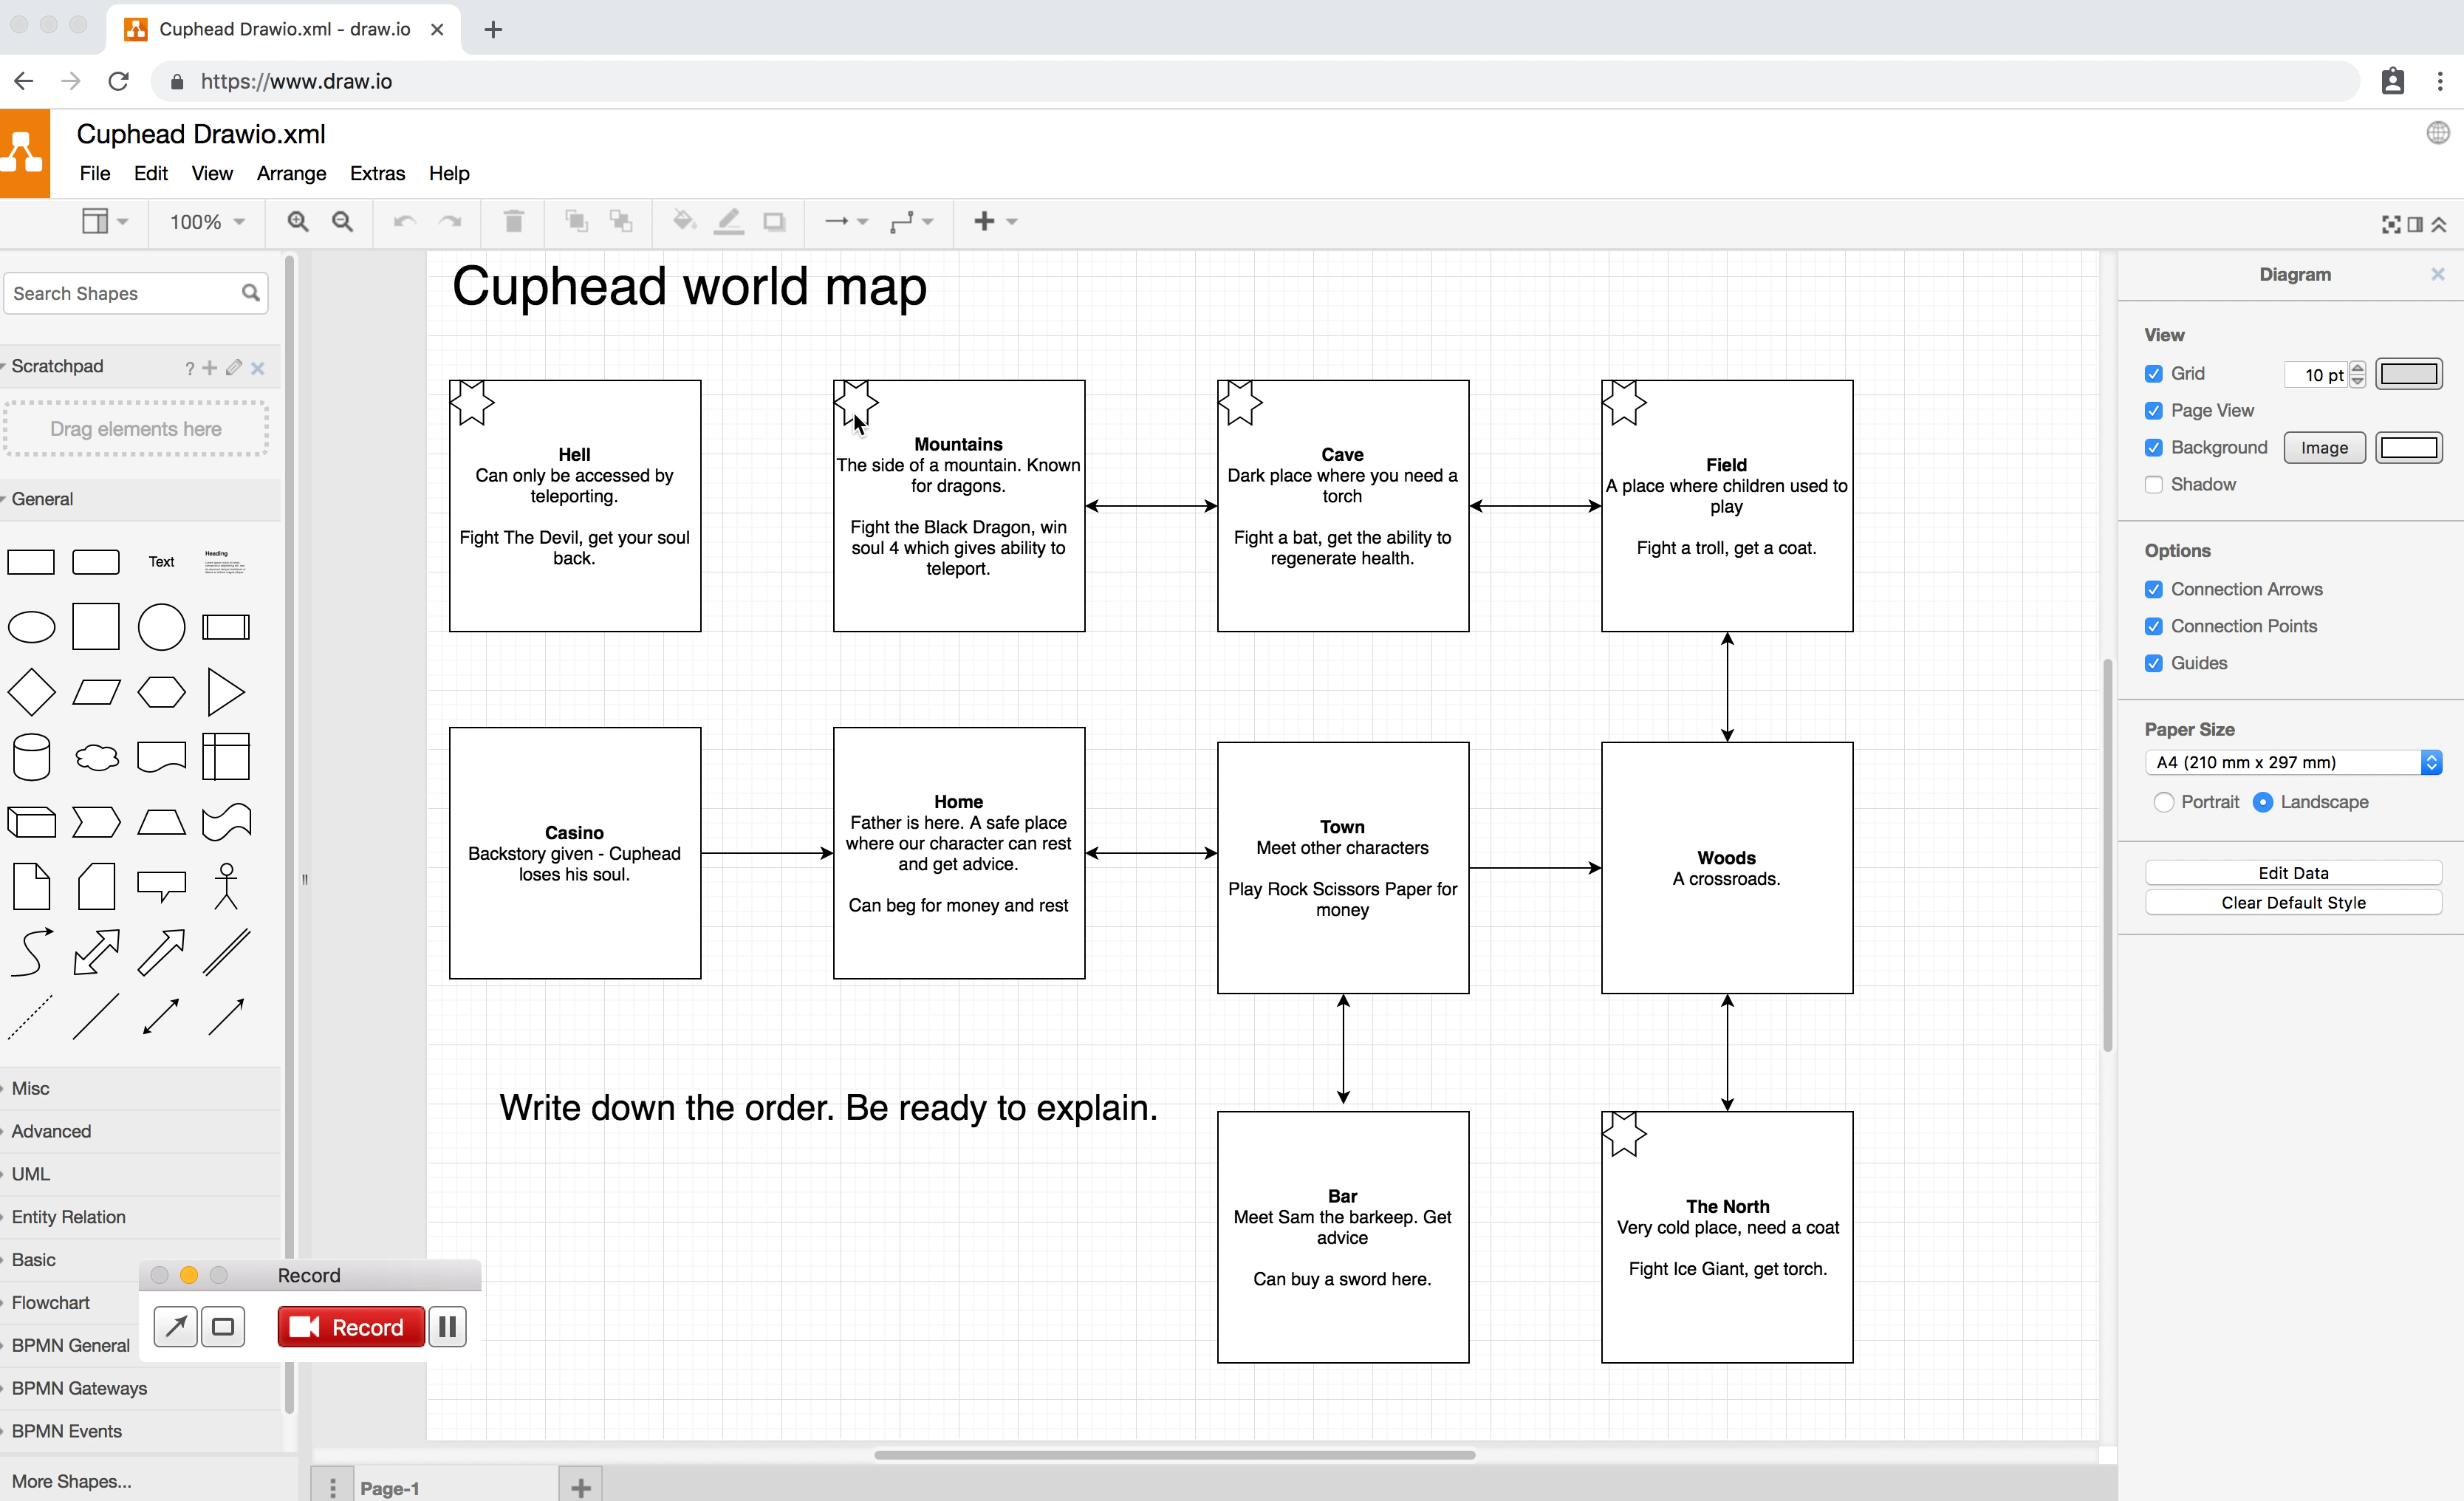 Cuphead Drawio.xml - draw.io
https://www.draw.io
Cuphead Drawio.xml
File Edit View Arrange Extras Help
100%
Search Shapes
Scratchpad
?
Drag elements here
General
Text
Heading
Misc
Advanced
UML
Entity Relation
Basic
Flowchart
BPMN General
BPMN Gateways
BPMN Events
More Shapes...
Record
Record
Cuphead world map
Hell
Can only be accessed by
teleporting.
Fight The Devil, get your soul
back.
Mountains
The side of a mountain. Known
for dragons.
Fight the Black Dragon, win
soul 4 which gives ability to
teleport.
Cave
Dark place where you need a
torch
Fight a bat, get the ability to
regenerate health.
Field
A place where children used to
play
Fight a troll, get a coat.
Casino
Backstory given - Cuphead
loses his soul.
Home
Father is here. A safe place
where our character can rest
and get advice.
Can beg for money and rest
Town
Meet other characters
Play Rock Scissors Paper for
money
Woods
A crossroads.
Write down the order. Be ready to explain.
Bar
Meet Sam the barkeep. Get
advice
Can buy a sword here.
The North
Very cold place, need a coat
Fight Ice Giant, get torch.
Page-1
Diagram
View
Grid 10 pt
Page View
Background Image
Shadow
Options
Connection Arrows
Connection Points
Guides
Paper Size
A4 (210 mm x 297 mm)
Portrait Landscape
Edit Data
Clear Default Style